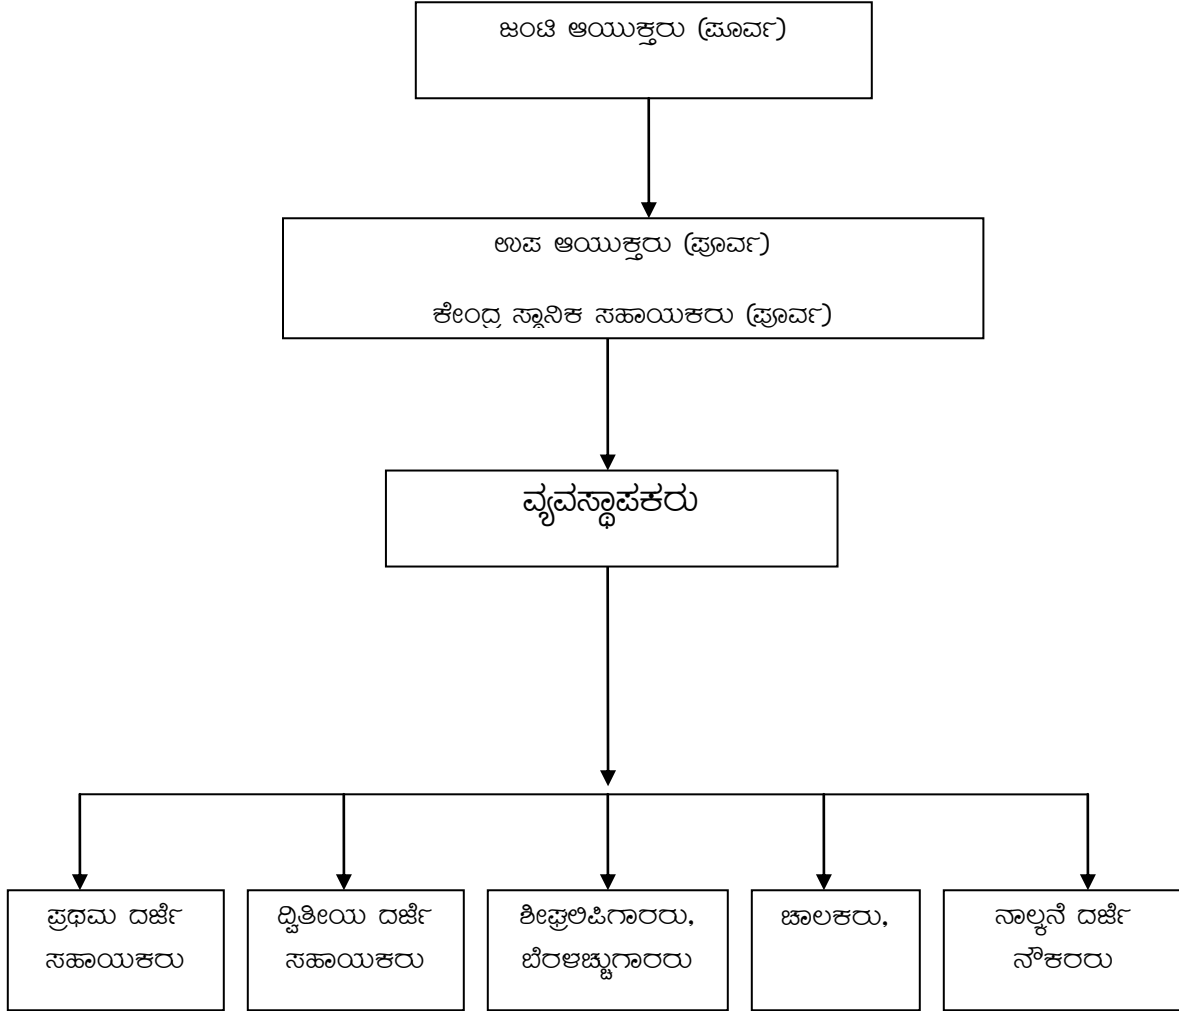 ಜಂಟಿ ಆಯುಕ್ತರು (ಪೂರ್ವ)
ಉಪ ಆಯುಕ್ತರು (ಪೂರ್ವ)
ಕೇಂದ್ರ ಸ್ಥಾನಿಕ ಸಹಾಯಕರು (ಪೂರ್ವ)
ವ್ಯವಸ್ಥಾಪಕರು
ಪ್ರಥಮ ದರ್ಜೆ
ಸಹಾಯಕರು
ದ್ವಿತೀಯ ದರ್ಜೆ
ಸಹಾಯಕರು
ಶೀಘ್ರಲಿಪಿಗಾರರು,
ಬೆರಳಚ್ಚುಗಾರರು
ಚಾಲಕರು,
ನಾಲ್ಕನೆ ದರ್ಜೆ
ನೌಕರರು